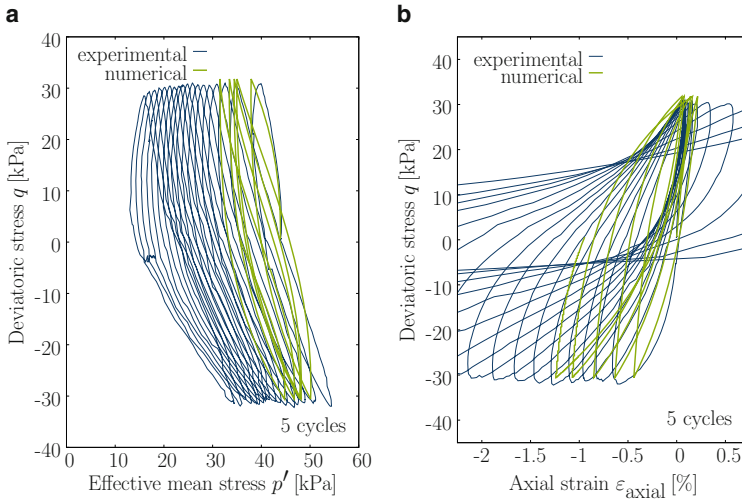 a
experimental
numerical
40
30
20
10
0
-10
-20
-30
-40
Deviatoric stress q [kPa]
5 cycles
0 10 20 30 40 50 60
Effective mean stress p′ [kPa]
b
experimental
numerical
40
30
20
10
0
-10
-20
-30
-40
Deviatoric stress q [kPa]
5 cycles
-2 -1.5 -1 -0.5 0 0.5
Axial strain εaxial [%]